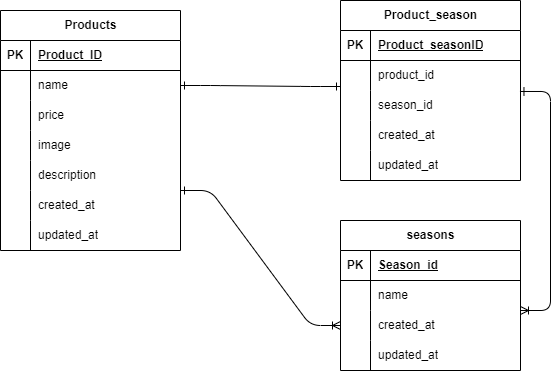 Products
PK Product_ID
name
price
image
description
created_at
updated_at
Product_season
PK Product_seasonID
product_id
season_id
created_at
updated_at
seasons
PK Season_id
name
created_at
updated_at